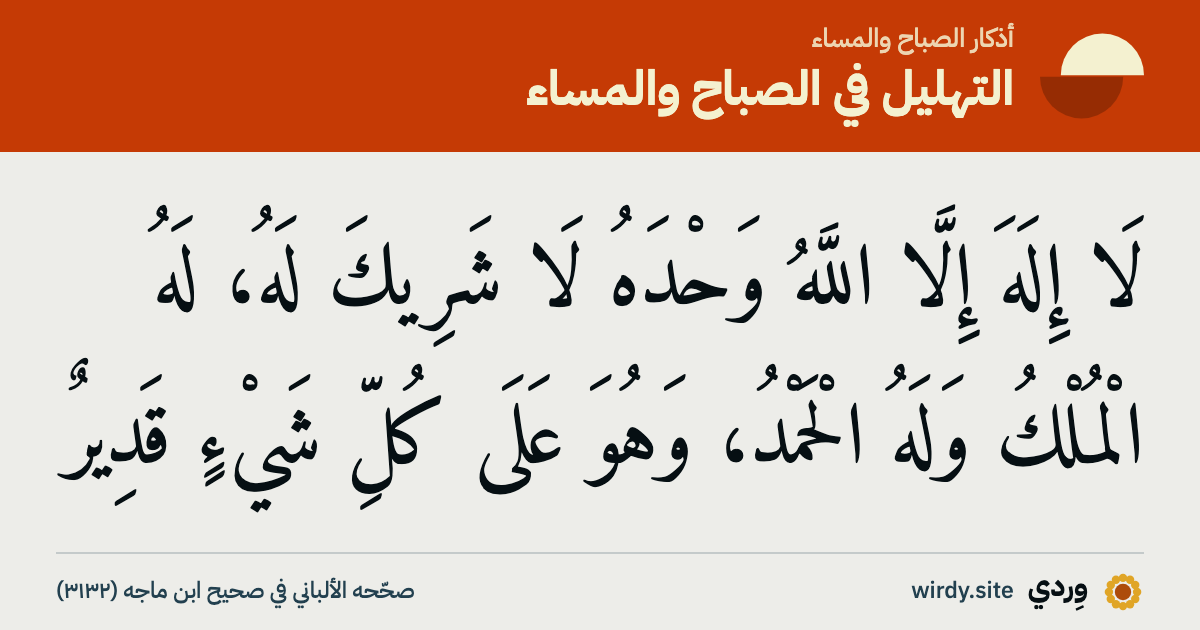 أذكار الصباح والمساء
التهليل في الصباح والمساء
لَا إِلَهَ إِلَّا اللَّهُ وَحْدَهُ لَا شَرِيكَ لَهُ، لَهُ
الْمُلْكُ وَلَهُ الْحَمْدُ، وَهُوَ عَلَى كُلِّ شَيْءٍ قَدِيرٌ
وِردي wirdy.site
صحّحه الألباني في صحيح ابن ماجه (٣١٣٢)